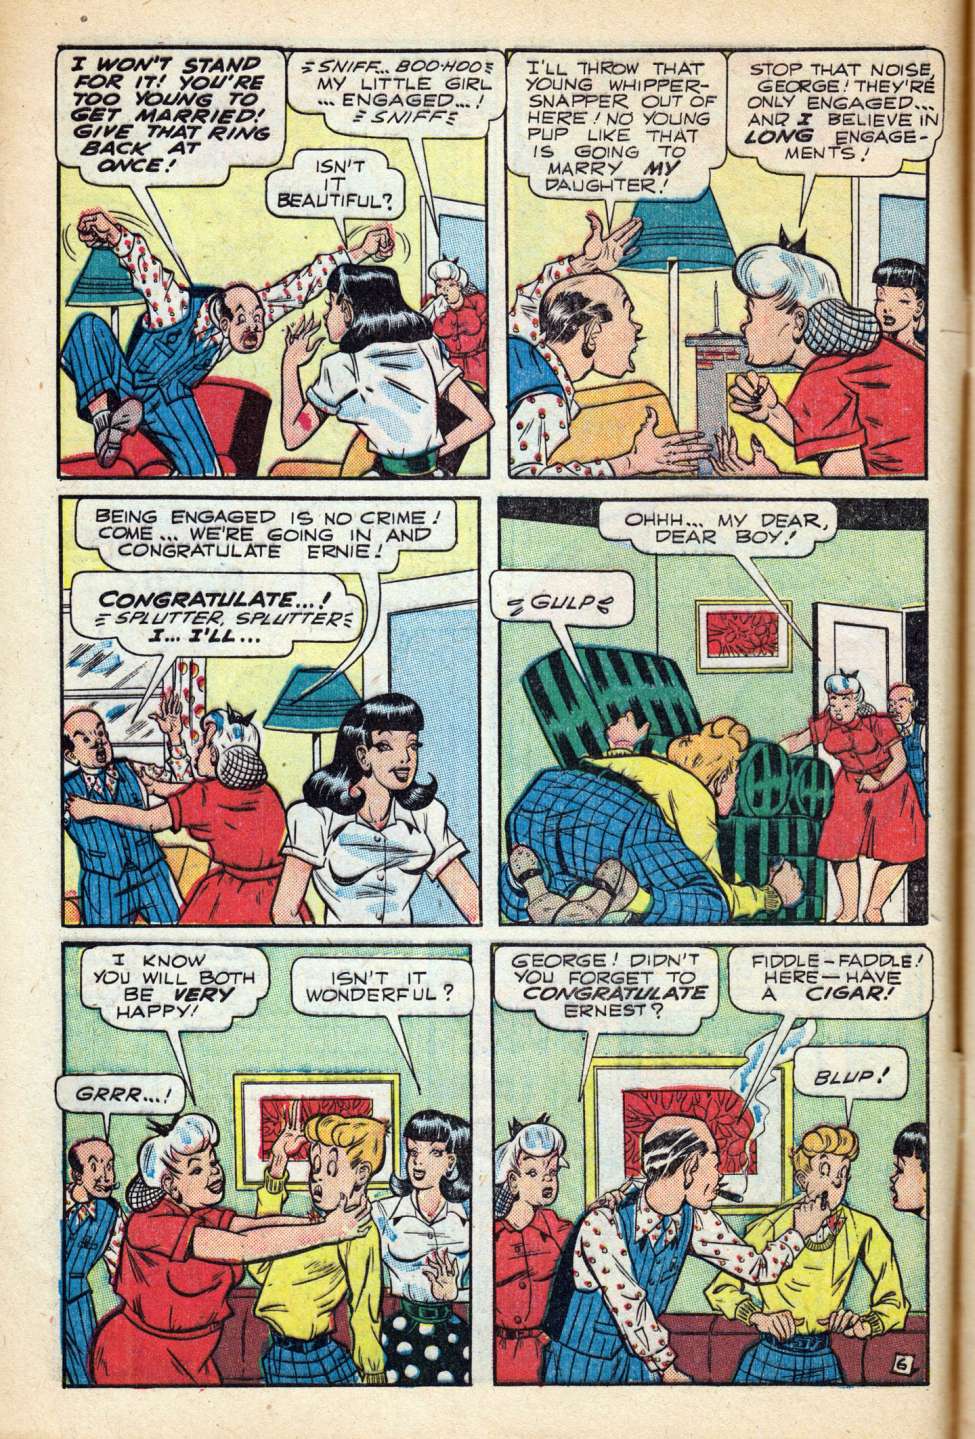 I WON'T STAND
FOR IT! YOU'RE
TOO YOUNG TO
GET MARRIED!
GIVE THAT RING
BACK AT
ONCE!
ISN'T
IT
BEAUTIFUL?
SNIFF.. BOO-HOO
MY LITTLE GIRL
...ENGAGED...!
SNIFF
I'LL THROW THAT
YOUNG WHIPPER-
SNAPPER OUT OF
HERE! NO YOUNG
PUP LIKE THAT
IS GOING TO
MARRY MY
DAUGHTER!
STOP THAT NOISE,
GEORGE! THEY'RE
ONLY ENGAGED...
AND I BELIEVE IN
LONG ENGAGE-
MENTS!
BEING ENGAGED IS NO CRIME!
COME... WE'RE GOING IN AND
CONGRATULATE ERNIE!
CONGRATULATE...!
SPLUTTER, SPLUTTER
I... I'LL...
GULP
OHHH... MY DEAR,
DEAR BOY!
I KNOW
YOU WILL BOTH
BE VERY
HAPPY!
ISN'T IT
WONDERFUL?
GRRR...!
GEORGE! DIDN'T
YOU FORGET TO
CONGRATULATE
ERNEST?
FIDDLE-FADDLE!
HERE—HAVE
A CIGAR!
BLUP!
6